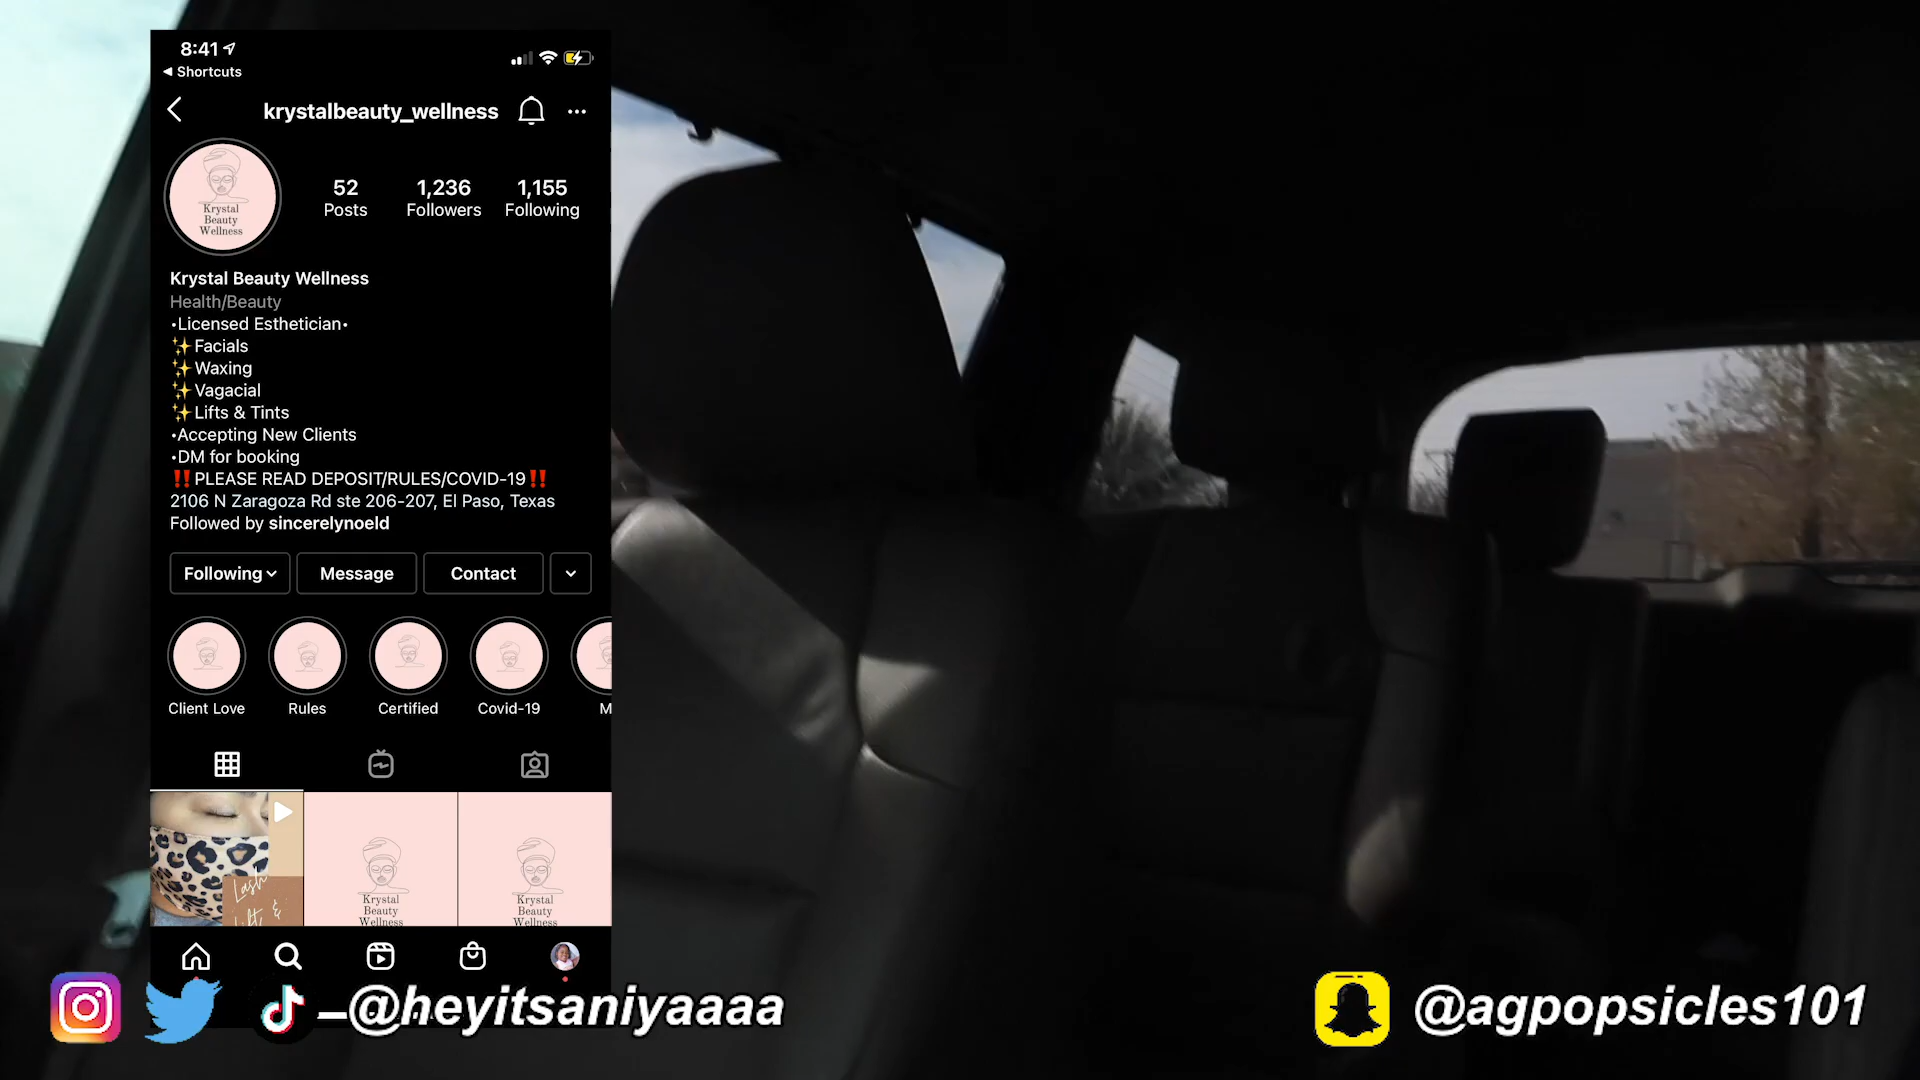 8:41
Shortcuts
krystalbeauty_wellness
Krystal
Beauty
Wellness
52
Posts
1,236
Followers
1,155
Following
Krystal Beauty Wellness
Health/Beauty
•Licensed Esthetician•
✨Facials
✨Waxing
✨Vagacial
✨Lifts & Tints
•Accepting New Clients
•DM for booking
‼️PLEASE READ DEPOSIT/RULES/COVID-19‼️
2106 N Zaragoza Rd ste 206-207, El Paso, Texas
Followed by sincerelynoeld
Following
Message
Contact
Client Love
Rules
Certified
Covid-19
M
Lash
&
Krystal
Beauty
Wellness
Krystal
Beauty
Wellness
@heyitsaniyaaaa
@agpopsicles101